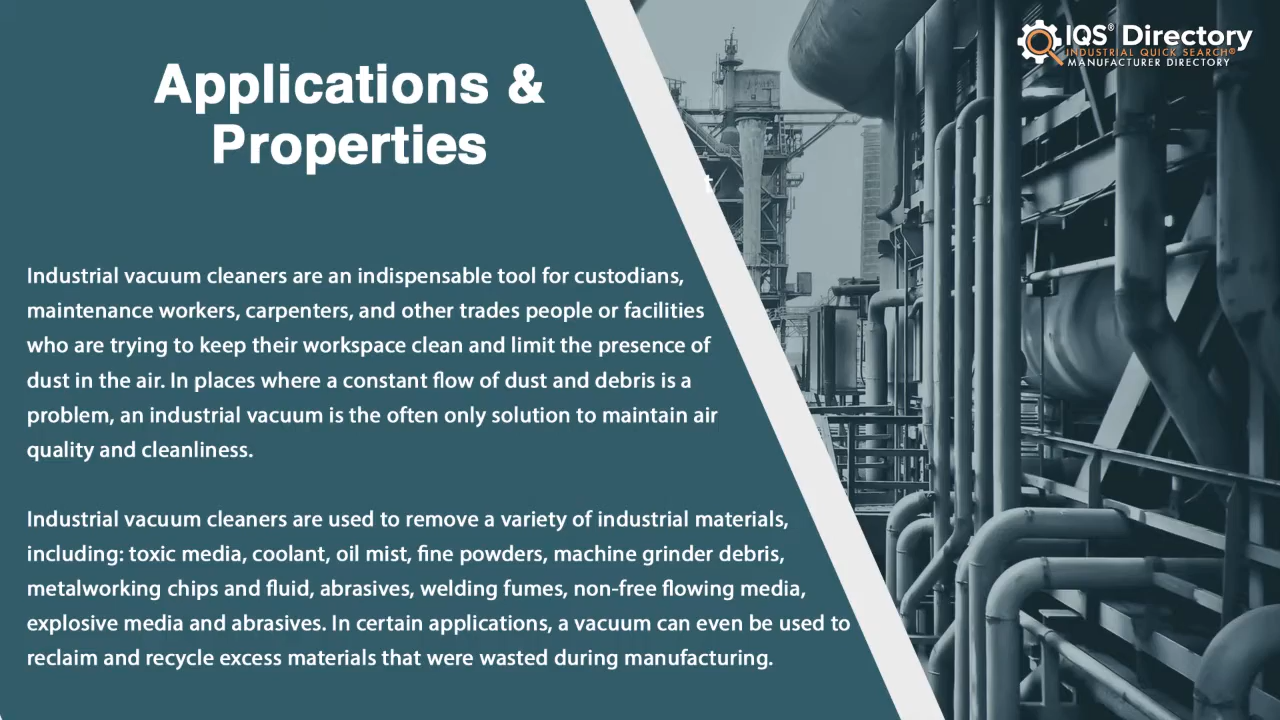 Applications &
Properties
IQS® Directory
INDUSTRIAL QUICK SEARCH®
MANUFACTURER DIRECTORY
t
Industrial vacuum cleaners are an indispensable tool for custodians,
maintenance workers, carpenters, and other trades people or facilities
who are trying to keep their workspace clean and limit the presence of
dust in the air. In places where a constant flow of dust and debris is a
problem, an industrial vacuum is the often only solution to maintain air
quality and cleanliness.
Industrial vacuum cleaners are used to remove a variety of industrial materials,
including: toxic media, coolant, oil mist, fine powders, machine grinder debris,
metalworking chips and fluid, abrasives, welding fumes, non-free flowing media,
explosive media and abrasives. In certain applications, a vacuum can even be used to
reclaim and recycle excess materials that were wasted during manufacturing.